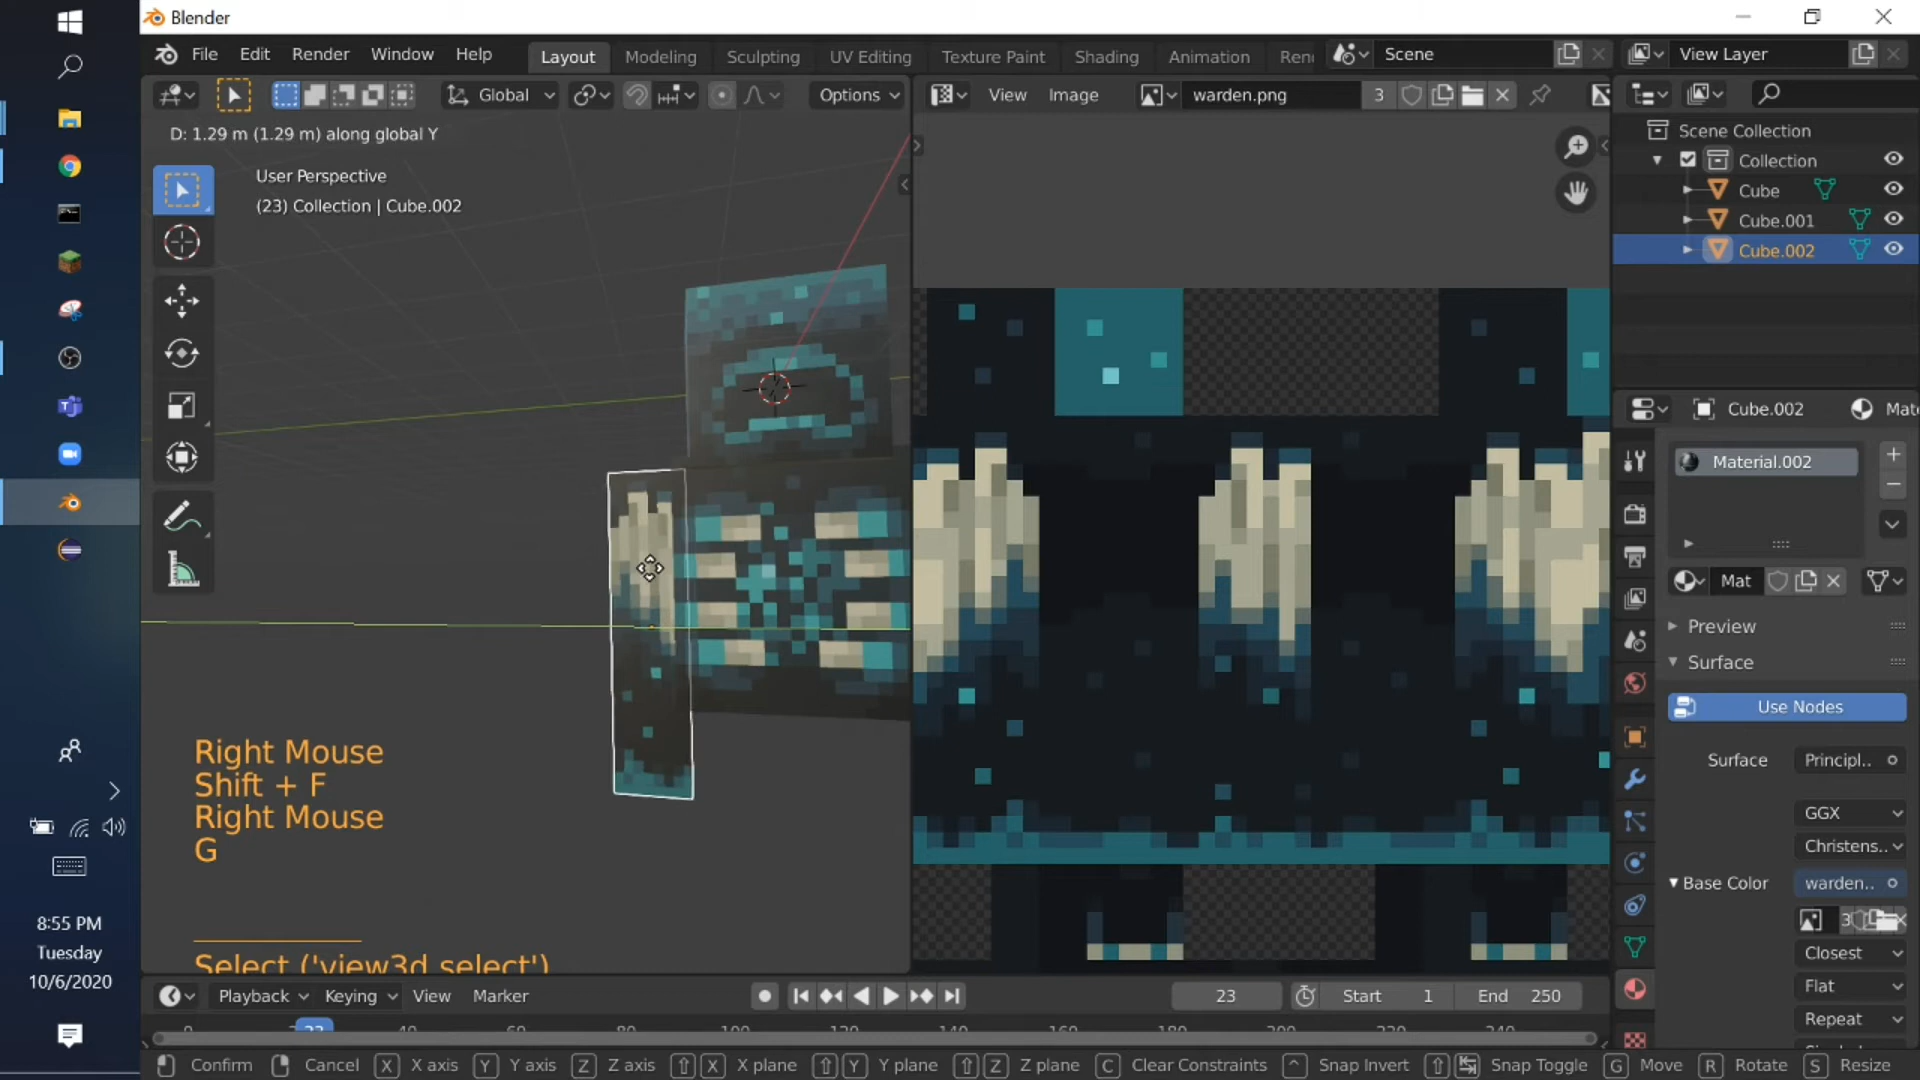 Blender
File Edit Render Window Help
Layout Modeling Sculpting UV Editing Texture Paint Shading Animation Ren
Scene
View Layer
Global
Options
View Image
warden.png
3
D: 1.29 m (1.29 m) along global Y
User Perspective
(23) Collection | Cube.002
Scene Collection
Collection
Cube
Cube.001
Cube.002
Cube.002
Mat
Material.002
Mat
Preview
Surface
Use Nodes
Surface
Principl..
GGX
Christens..
Base Color
warden..
3
Closest
Flat
Repeat
Right Mouse
Shift + F
Right Mouse
G
Select ('view3d.select')
8:55 PM
Tuesday
10/6/2020
Playback Keying View Marker
23
Start 1
End 250
23
Confirm Cancel X X axis Y Y axis Z Z axis X X plane Y Y plane Z Z plane C Clear Constraints Snap Invert Snap Toggle G Move R Rotate S Resize